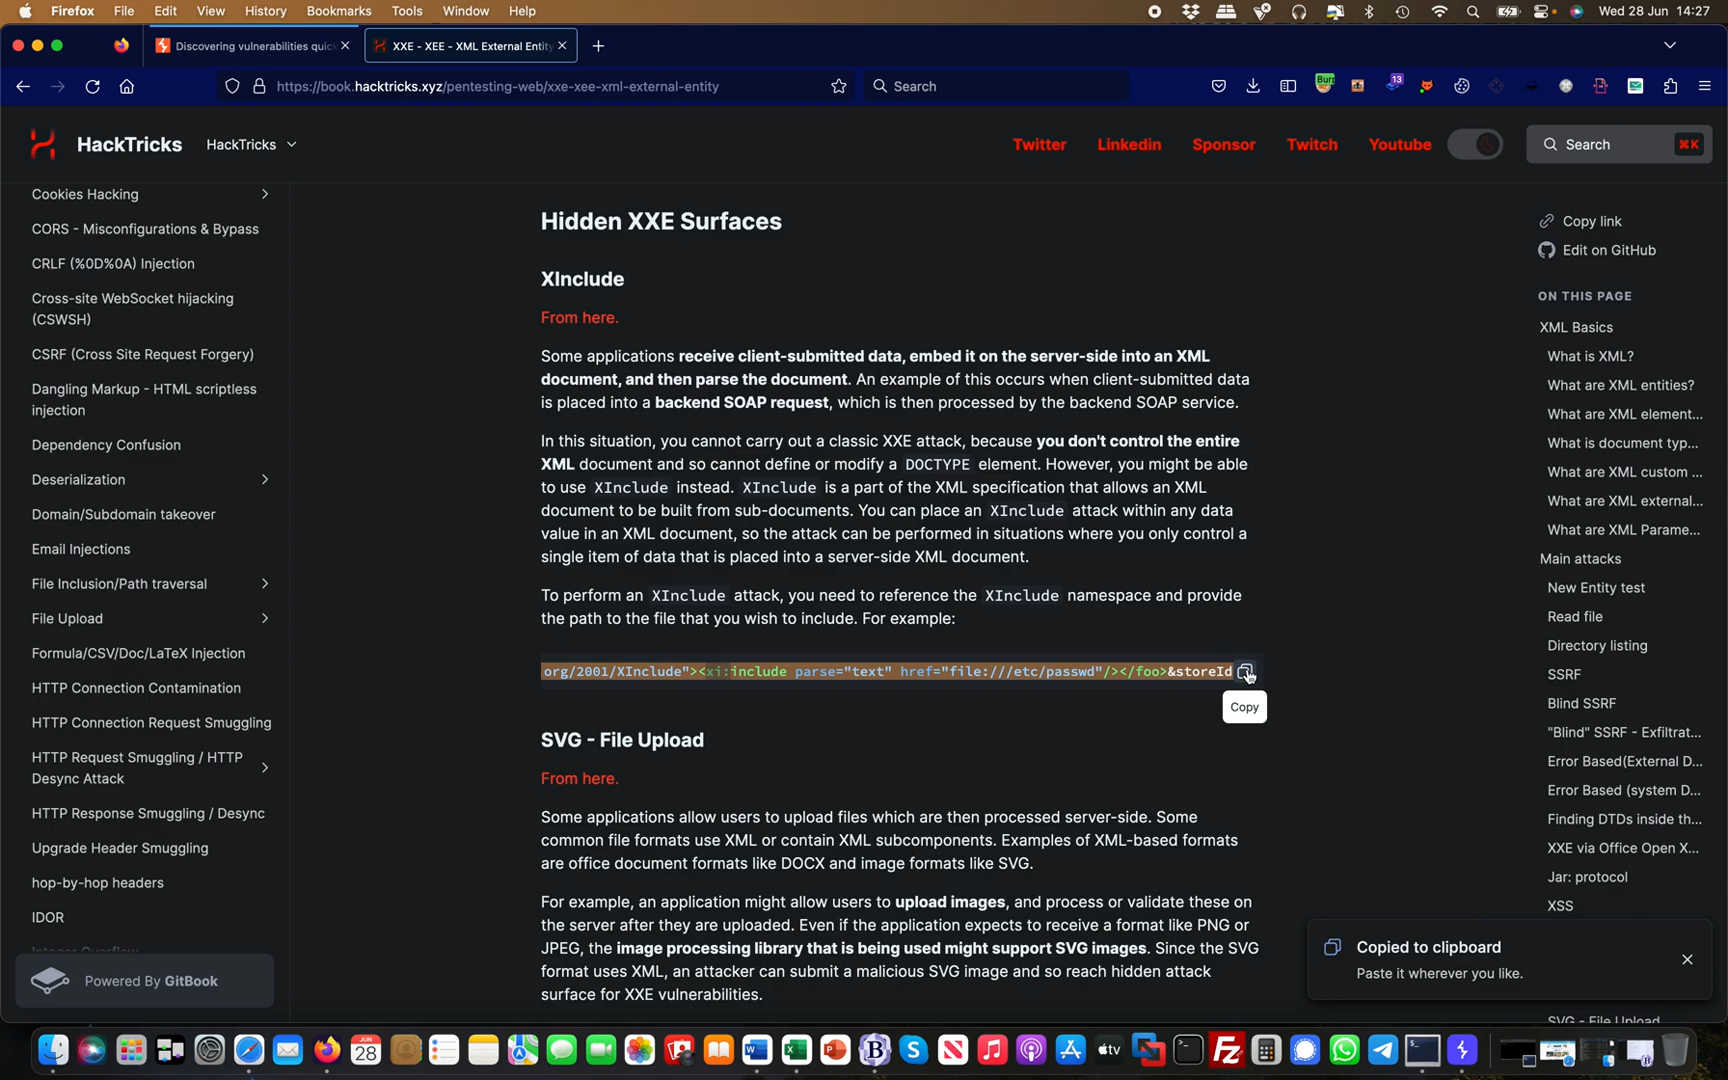 Firefox File Edit View History Bookmarks Tools Window Help Wed 28 Jun 14:27
Discovering vulnerabilities quic
XXE - XEE - XML External Entity
https://book.hacktricks.xyz/pentesting-web/xxe-xee-xml-external-entity
Search
13
HackTricks
HackTricks
Twitter
Linkedin
Sponsor
Twitch
Youtube
Search
⌘K
Cookies Hacking
CORS - Misconfigurations & Bypass
CRLF (%0D%0A) Injection
Cross-site WebSocket hijacking
(CSWSH)
CSRF (Cross Site Request Forgery)
Dangling Markup - HTML scriptless
injection
Dependency Confusion
Deserialization
Domain/Subdomain takeover
Email Injections
File Inclusion/Path traversal
File Upload
Formula/CSV/Doc/LaTeX Injection
HTTP Connection Contamination
HTTP Connection Request Smuggling
HTTP Request Smuggling / HTTP
Desync Attack
HTTP Response Smuggling / Desync
Upgrade Header Smuggling
hop-by-hop headers
IDOR
Integer Overflow
Powered By GitBook
Hidden XXE Surfaces
XInclude
From here.
Some applications receive client-submitted data, embed it on the server-side into an XML
document, and then parse the document. An example of this occurs when client-submitted data
is placed into a backend SOAP request, which is then processed by the backend SOAP service.
In this situation, you cannot carry out a classic XXE attack, because you don't control the entire
XML document and so cannot define or modify a DOCTYPE element. However, you might be able
to use XInclude instead. XInclude is a part of the XML specification that allows an XML
document to be built from sub-documents. You can place an XInclude attack within any data
value in an XML document, so the attack can be performed in situations where you only control a
single item of data that is placed into a server-side XML document.
To perform an XInclude attack, you need to reference the XInclude namespace and provide
the path to the file that you wish to include. For example:
org/2001/XInclude"><xi:include parse="text" href="file:///etc/passwd"/></foo>&storeId
Copy
SVG - File Upload
From here.
Some applications allow users to upload files which are then processed server-side. Some
common file formats use XML or contain XML subcomponents. Examples of XML-based formats
are office document formats like DOCX and image formats like SVG.
For example, an application might allow users to upload images, and process or validate these on
the server after they are uploaded. Even if the application expects to receive a format like PNG or
JPEG, the image processing library that is being used might support SVG images. Since the SVG
format uses XML, an attacker can submit a malicious SVG image and so reach hidden attack
surface for XXE vulnerabilities.
Copy link
Edit on GitHub
ON THIS PAGE
XML Basics
What is XML?
What are XML entities?
What are XML element...
What is document typ...
What are XML custom ...
What are XML external...
What are XML Parame...
Main attacks
New Entity test
Read file
Directory listing
SSRF
Blind SSRF
"Blind" SSRF - Exfiltrat...
Error Based(External D...
Error Based (system D...
Finding DTDs inside th...
XXE via Office Open X...
Jar: protocol
XSS
Copied to clipboard
Paste it wherever you like.
SVG - File Upload
JUN
28
tv